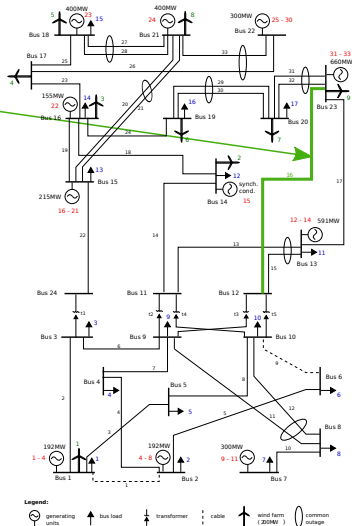 400MW 23
5 15
Bus 18
400MW
24 8
Bus 21
300MW 25 - 30
Bus 22
27
28
33
Bus 17
25
26
4
23
31 - 33
660MW
31
32
9
Bus 23
155MW
22
14 3
Bus 16
29
30
20
21
16
Bus 19
6
17
Bus 20
7
24
19
18
2
12
synch.
cond.
Bus 14 15
16
17
13
Bus 15
215MW
16 - 21
22
14
13
12 - 14 591MW
11
Bus 13
15
Bus 24
Bus 11
Bus 12
t1
t2
t4
t3
t5
3
9
10
Bus 3
Bus 9
Bus 10
6
7
9
8
Bus 4
4
Bus 5
5
Bus 6
6
2
4
3
5
11
12
Bus 8
8
10
192MW
1 - 4
1
1
Bus 1
1
192MW
4 - 8
2
Bus 2
300MW
9 - 11
7
Bus 7
Legend:
generating
units
bus load
transformer
cable
wind farm
(200MW)
common
outage